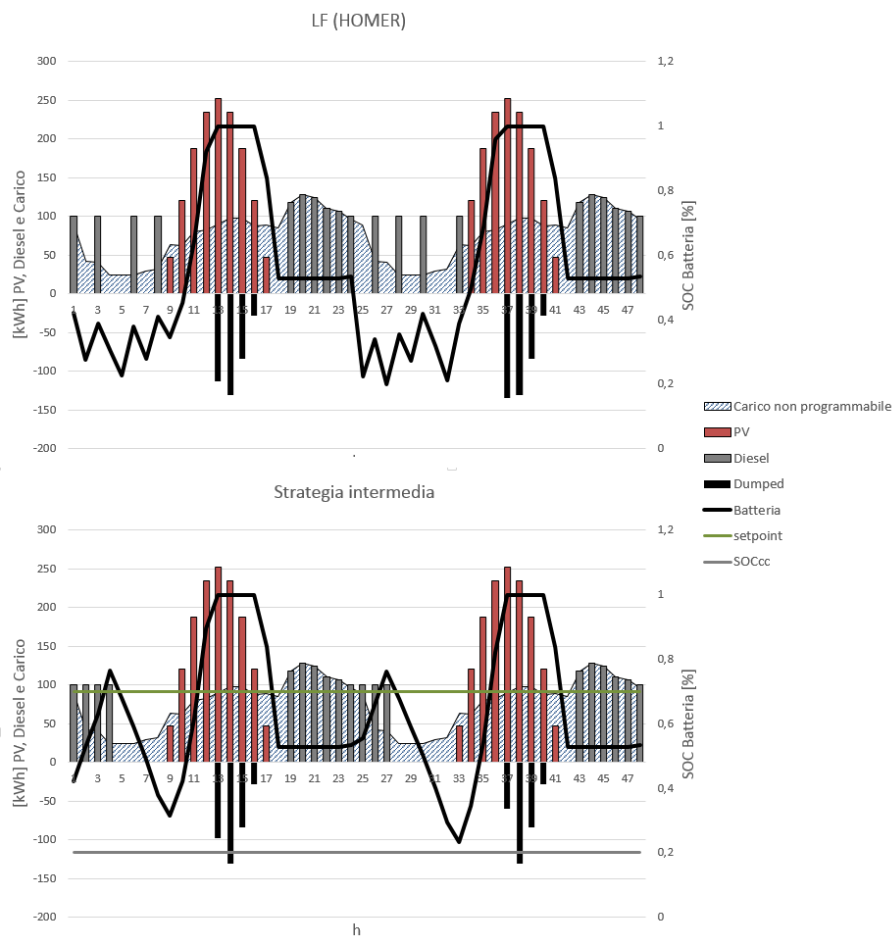 LF (HOMER)
[kWh] PV, Diesel e Carico
300
250
200
150
100
50
0
-50
-100
-150
-200
1 3 5 7 9 11 13 15 17 19 21 23 25 27 29 31 33 35 37 39 41 43 45 47
1,2
1
0,8
0,6
0,4
0,2
0
SOC Batteria [%]
Carico non programmabile
PV
Diesel
Dumped
Batteria
setpoint
SOCcc
Strategia intermedia
[kWh] PV, Diesel e Carico
300
250
200
150
100
50
0
-50
-100
-150
-200
1 3 5 7 9 11 13 15 17 19 21 23 25 27 29 31 33 35 37 39 41 43 45 47
1,2
1
0,8
0,6
0,4
0,2
0
SOC Batteria [%]
h